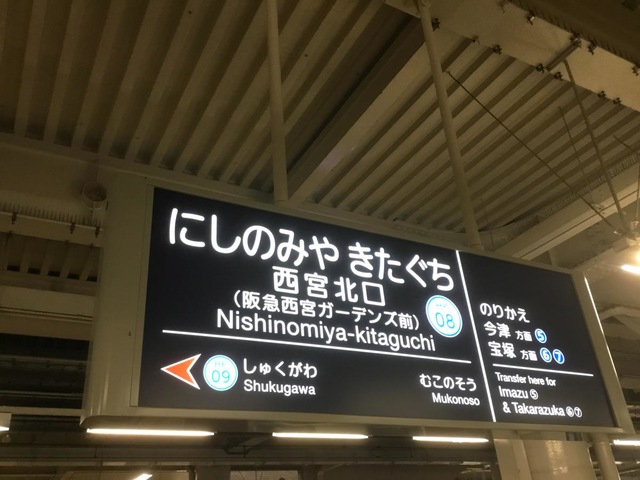 にしのみや きたぐち
西宮北口
（阪急西宮ガーデンズ前）
08
Nishinomiya-kitaguchi
09 しゅくがわ
Shukugawa
むこのそう
Mukonoso
のりかえ
今津 方面 5
宝塚 方面 6 7
Transfer here for
Imazu 5
& Takarazuka 6 7